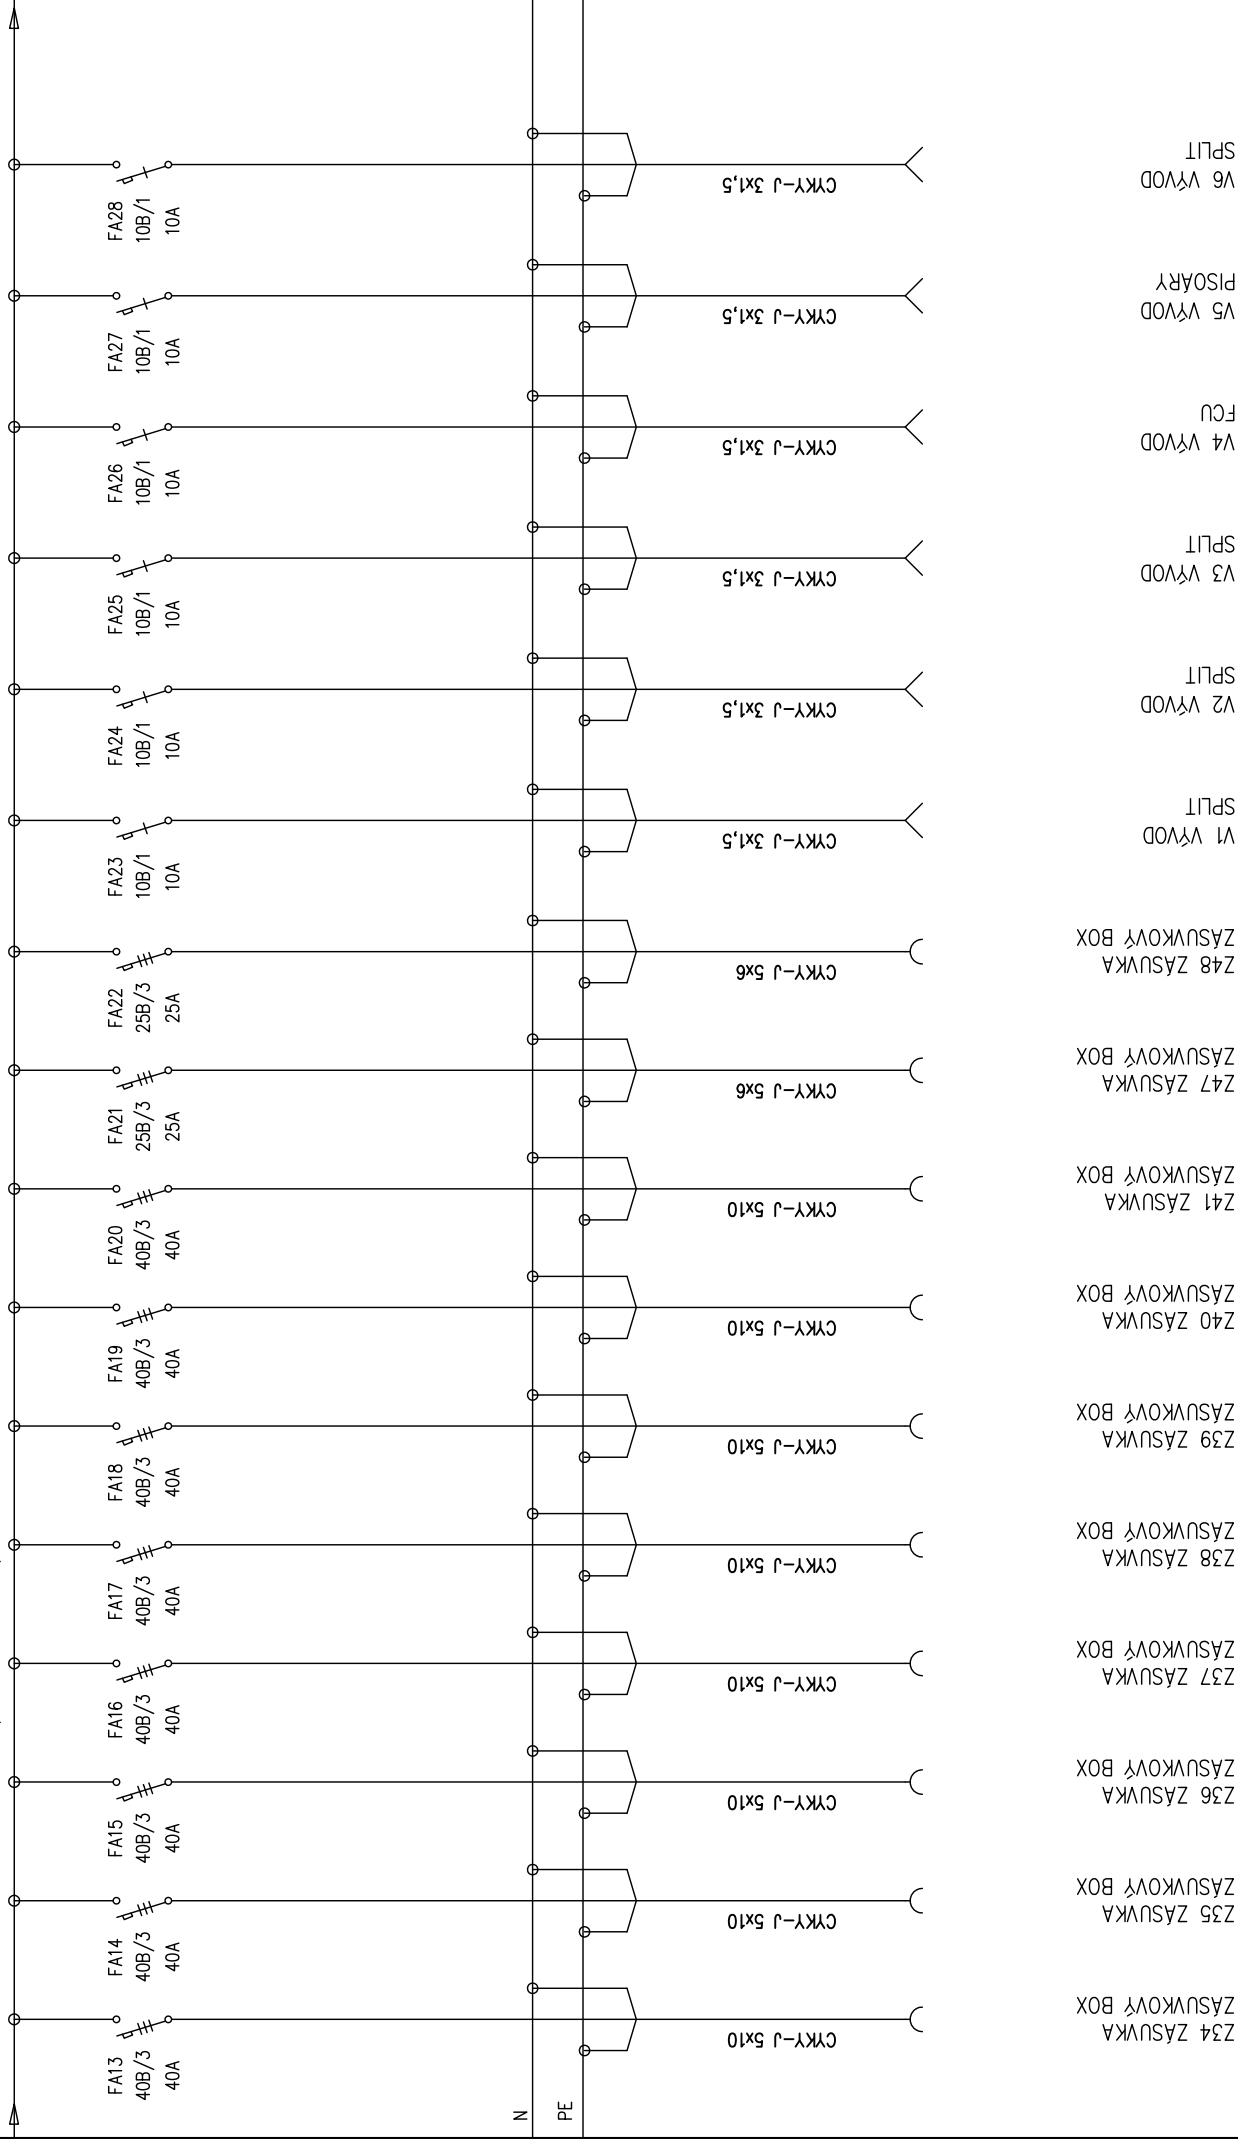 FA28
10B/1
10A
CYKY-J 3x1,5
V6 VÝVOD
SPLIT
FA27
10B/1
10A
CYKY-J 3x1,5
V5 VÝVOD
PISOÁRY
FA26
10B/1
10A
CYKY-J 3x1,5
V4 VÝVOD
FCU
FA25
10B/1
10A
CYKY-J 3x1,5
V3 VÝVOD
SPLIT
FA24
10B/1
10A
CYKY-J 3x1,5
V2 VÝVOD
SPLIT
FA23
10B/1
10A
CYKY-J 3x1,5
V1 VÝVOD
SPLIT
FA22
25B/3
25A
CYKY-J 5x6
Z48 ZÁSUVKA
ZÁSUVKOVÝ BOX
FA21
25B/3
25A
CYKY-J 5x6
Z47 ZÁSUVKA
ZÁSUVKOVÝ BOX
FA20
40B/3
40A
CYKY-J 5x10
Z41 ZÁSUVKA
ZÁSUVKOVÝ BOX
FA19
40B/3
40A
CYKY-J 5x10
Z40 ZÁSUVKA
ZÁSUVKOVÝ BOX
FA18
40B/3
40A
CYKY-J 5x10
Z39 ZÁSUVKA
ZÁSUVKOVÝ BOX
FA17
40B/3
40A
CYKY-J 5x10
Z38 ZÁSUVKA
ZÁSUVKOVÝ BOX
FA16
40B/3
40A
CYKY-J 5x10
Z37 ZÁSUVKA
ZÁSUVKOVÝ BOX
FA15
40B/3
40A
CYKY-J 5x10
Z36 ZÁSUVKA
ZÁSUVKOVÝ BOX
FA14
40B/3
40A
CYKY-J 5x10
Z35 ZÁSUVKA
ZÁSUVKOVÝ BOX
FA13
40B/3
40A
CYKY-J 5x10
Z34 ZÁSUVKA
ZÁSUVKOVÝ BOX
N
PE